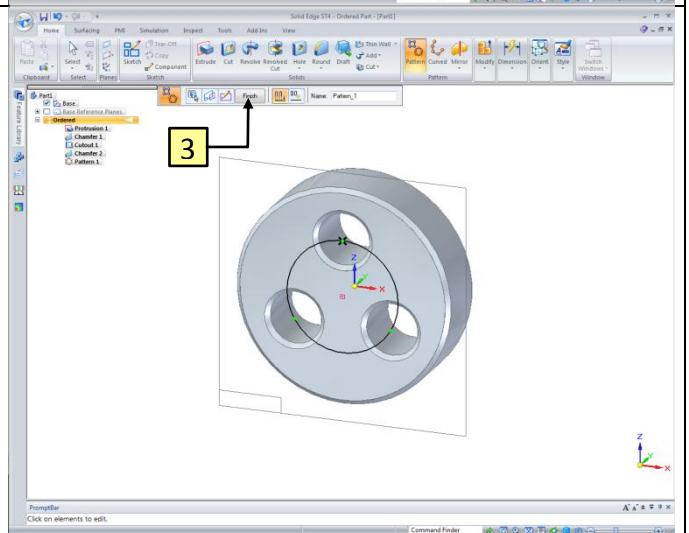 Solid Edge ST4 - Ordered Part - [Part1]
Home Surfacing PMI Simulation Inspect Tools Add Ins View
Paste Select Sketch Tear-Off Copy Component Extrude Cut Revolve Revolved Cut Hole Round Draft Thin Wall Add Cut Pattern Curved Mirror Modify Dimension Orient Style Switch Windows
Clipboard Select Planes Sketch Solids Pattern Window
Part1
Base
Base Reference Planes
Ordered
Protrusion 1
Chamfer 1
Cutout 1
Chamfer 2
Pattern 1
Feature Library
Finish Name: Pattern_1
3
Z
Y
X
Z
Y
X
PromptBar
Click on elements to edit.
Command Finder